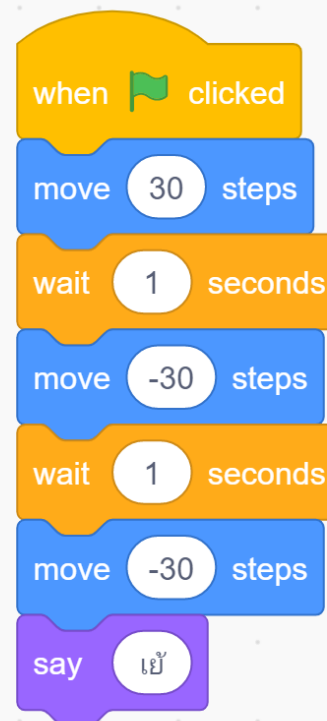 when clicked
move 30 steps
wait 1 seconds
move -30 steps
wait 1 seconds
move -30 steps
say เย้